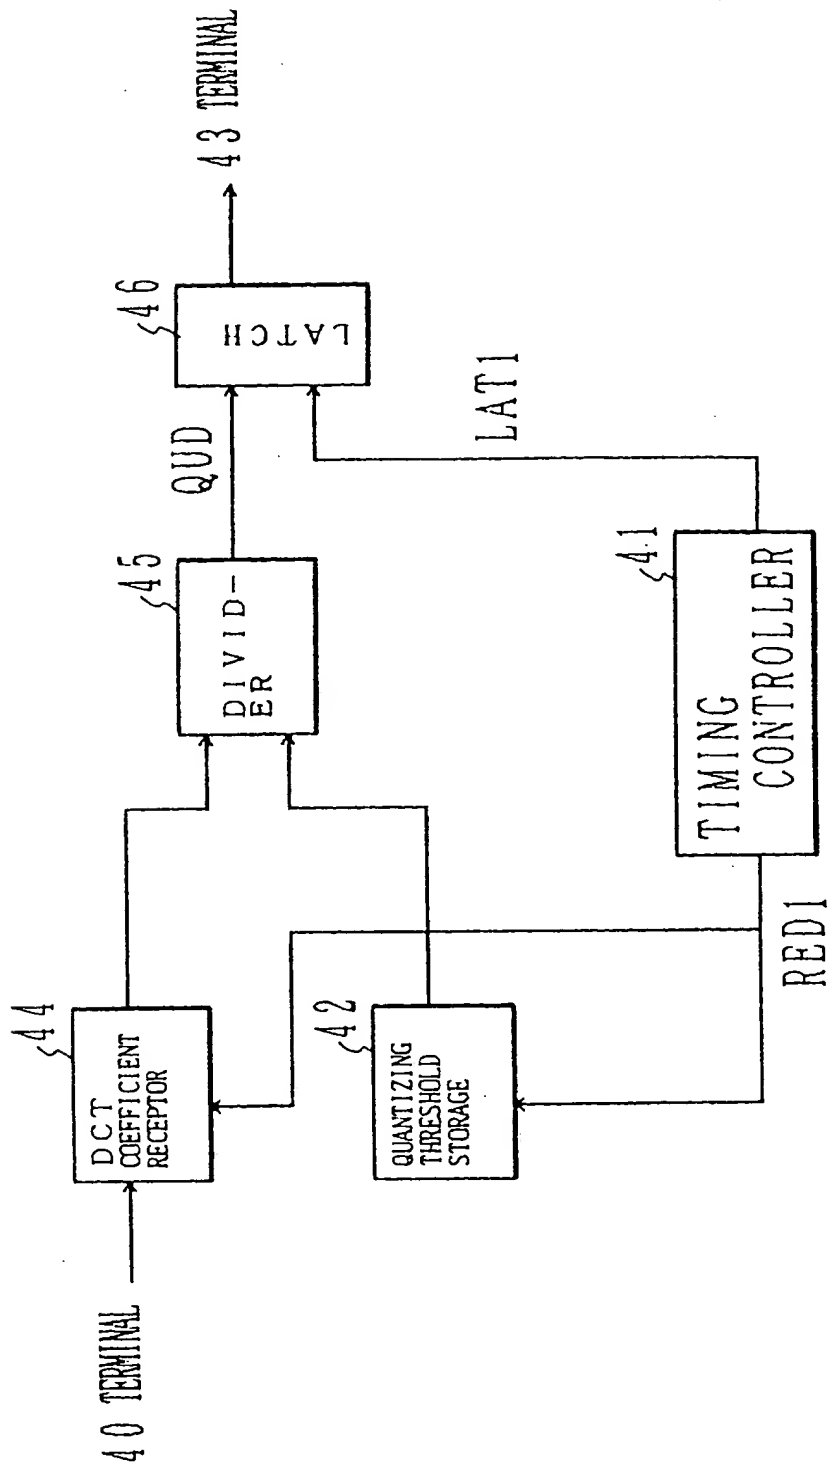 40 TERMINAL
44
DCT
COEFFICIENT
RECEPTOR
42
QUANTIZING
THRESHOLD
STORAGE
45
DIVID-
ER
QUD
46
LATCH
43 TERMINAL
RED1
41
TIMING
CONTROLLER
LAT1